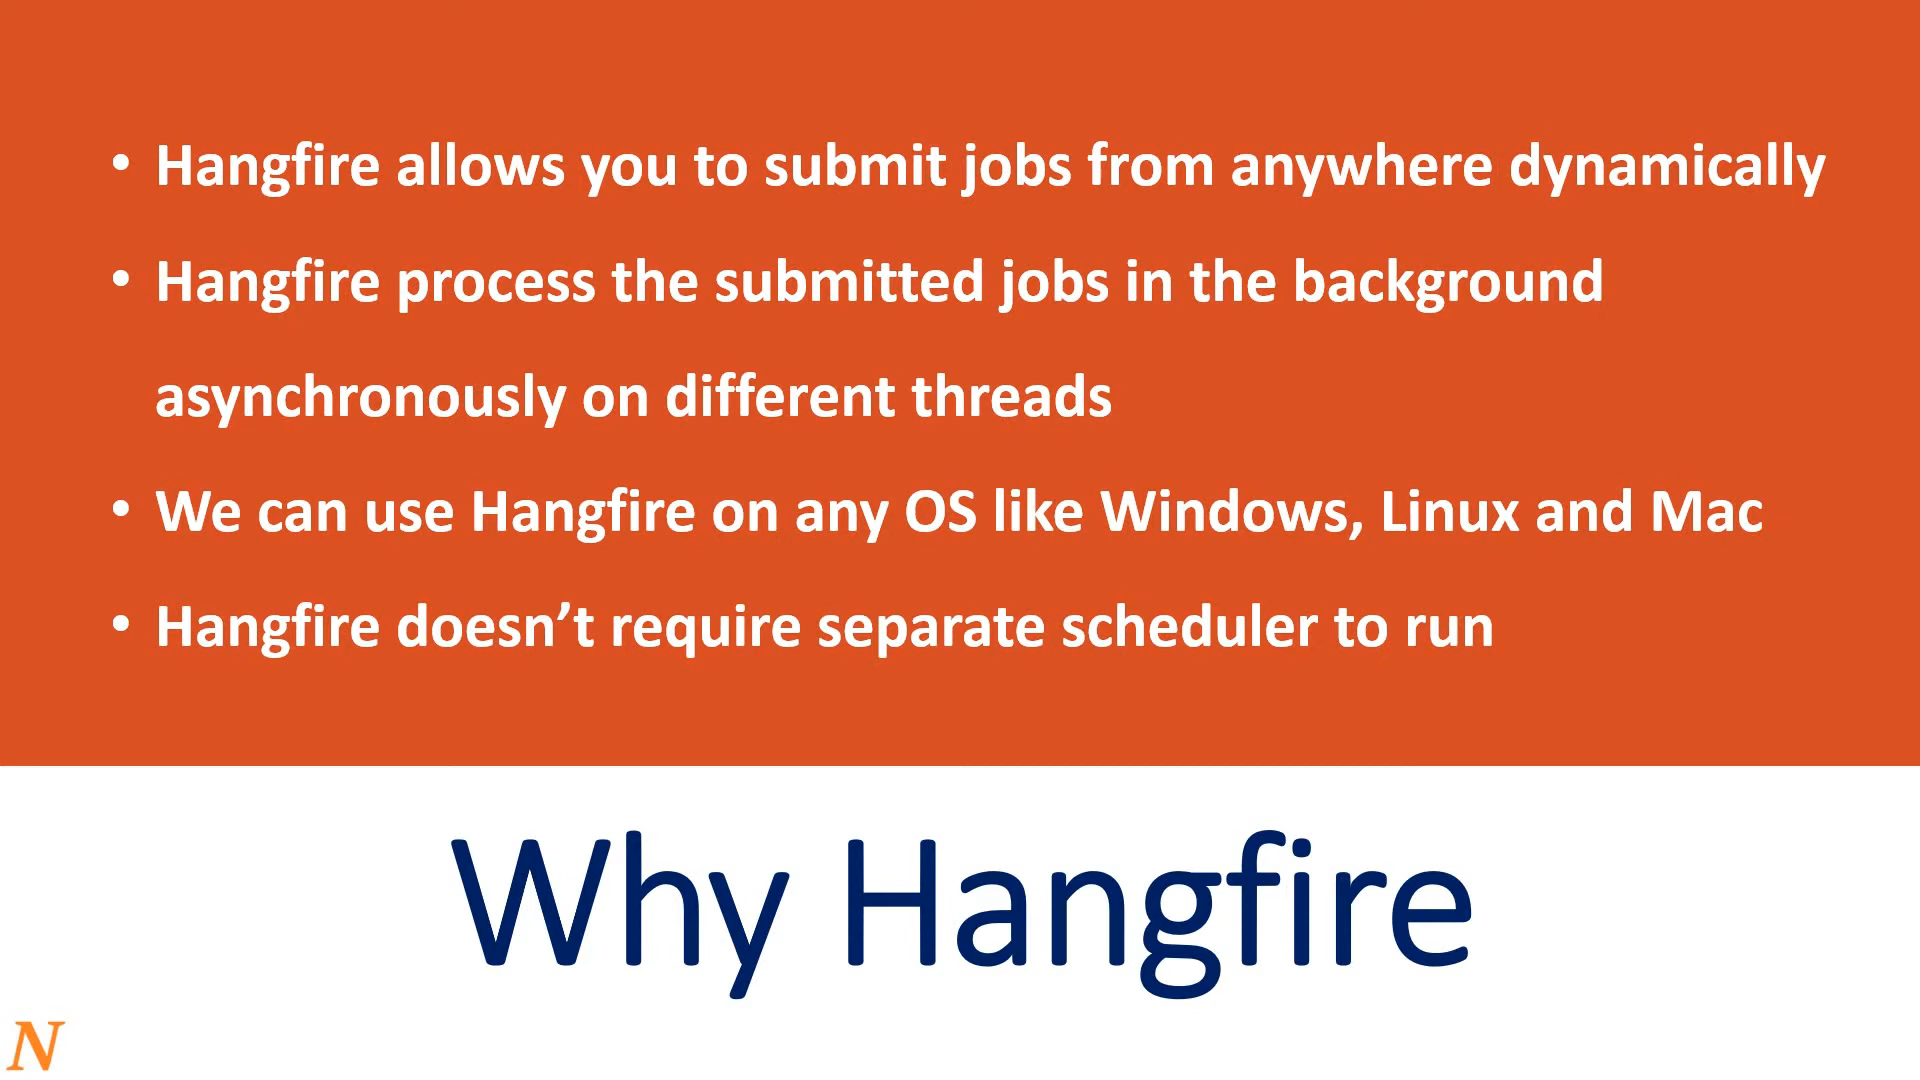 • Hangfire allows you to submit jobs from anywhere dynamically
• Hangfire process the submitted jobs in the background
asynchronously on different threads
• We can use Hangfire on any OS like Windows, Linux and Mac
• Hangfire doesn’t require separate scheduler to run
Why Hangfire
N